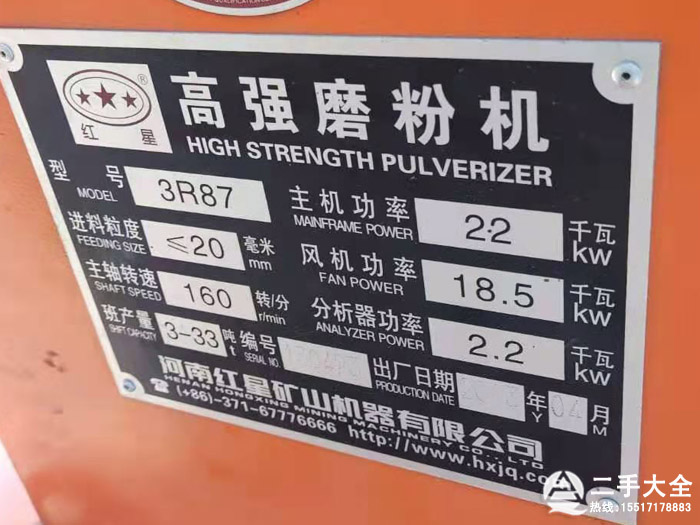 红星
®
高强磨粉机
HIGH STRENGTH PULVERIZER
型号 MODEL 3R87
主机功率 MAINFRAME POWER 22 千瓦 kW
进料粒度 FEEDING SIZE ≤20 毫米 mm
风机功率 FAN POWER 18.5 千瓦 kW
主轴转速 SHAFT SPEED 160 转/分 r/min
分析器功率 ANALYZER POWER 2.2 千瓦 kW
班产量 SHIFT CAPACITY 3-33 吨 t
编号 SERIAL NO.
出厂日期 PRODUCTION DATE 年 Y 04 月 M
河南红星矿山机器有限公司
HENAN HONGXING MINING MACHINERY CO., LTD
(+86)-371-67776666 http://www.hxjq.com
二手大全
热线:15517178883